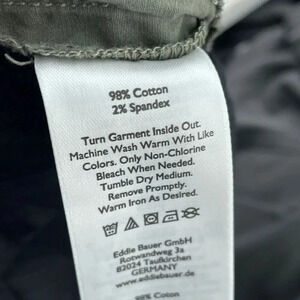 98% Cotton
2% Spandex
Turn Garment Inside Out.
Machine Wash Warm With Like
Colors. Only Non-Chlorine
Bleach When Needed.
Tumble Dry Medium.
Remove Promptly.
Warm Iron As Desired.
Eddie Bauer GmbH
Rotwandweg 3a
82024 Taufkirchen
GERMANY
www.eddiebauer.de
98% Cotton